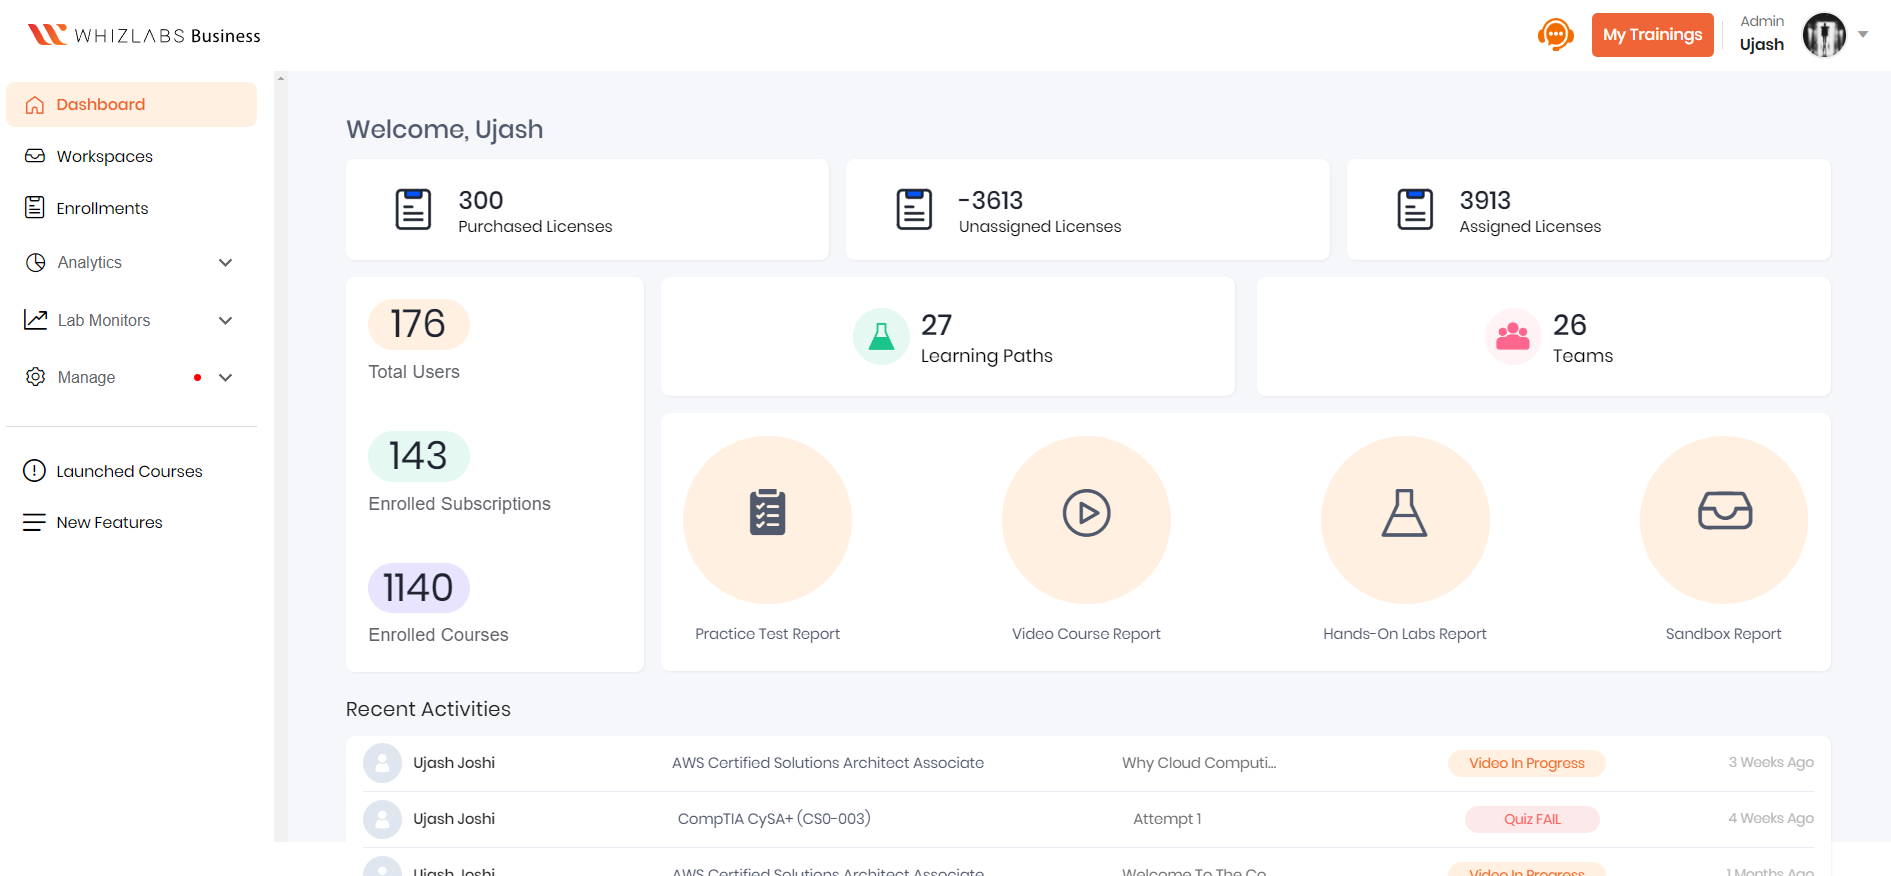 WHIZLABS Business
My Trainings
Admin
Ujash
Dashboard
Workspaces
Enrollments
Analytics
Lab Monitors
Manage
Launched Courses
New Features
Welcome, Ujash
300
Purchased Licenses
-3613
Unassigned Licenses
3913
Assigned Licenses
176
Total Users
143
Enrolled Subscriptions
1140
Enrolled Courses
27
Learning Paths
26
Teams
Practice Test Report
Video Course Report
Hands-On Labs Report
Sandbox Report
Recent Activities
Ujash Joshi AWS Certified Solutions Architect Associate Why Cloud Computi... Video In Progress 3 Weeks Ago
Ujash Joshi CompTIA CySA+ (CS0-003) Attempt 1 Quiz FAIL 4 Weeks Ago
Ujash Joshi AWS Certified Solutions Architect Associate Welcome To The Co... Video In Progress 1 Months Ago